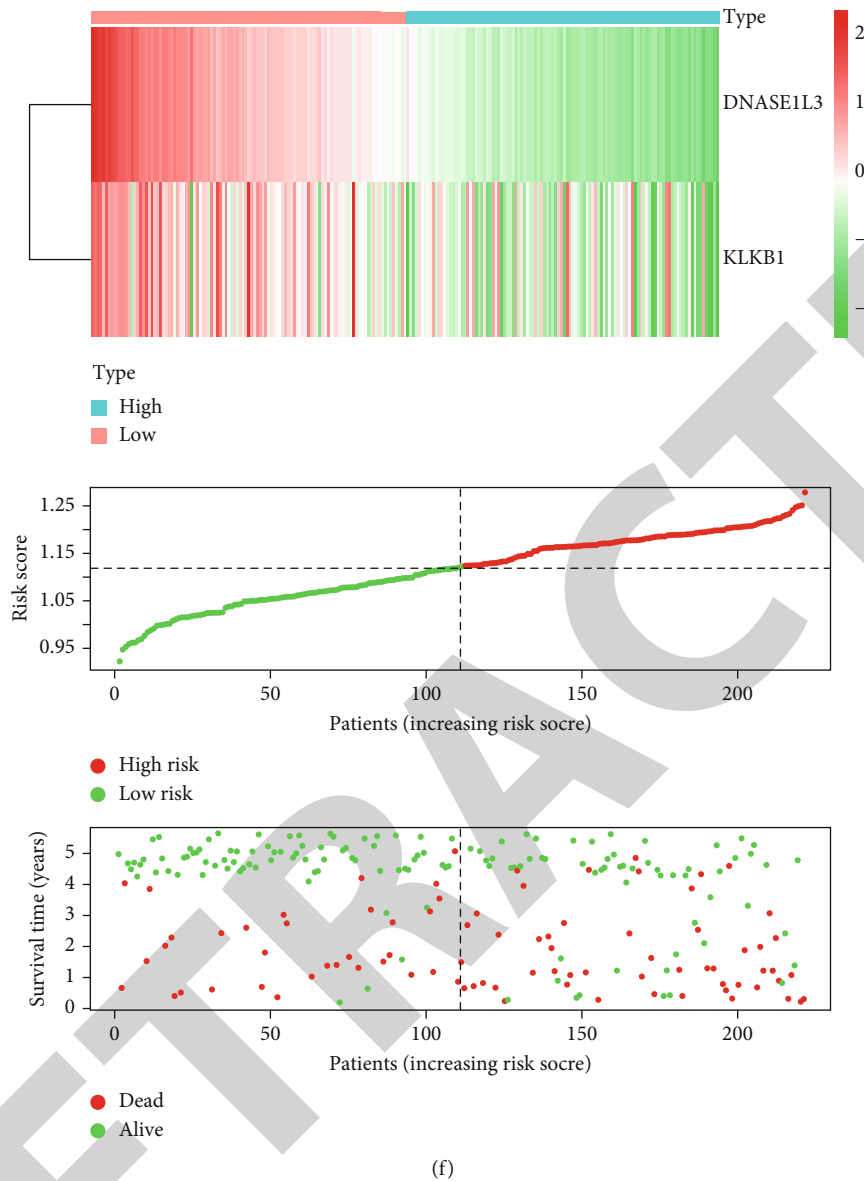 Type
2
DNASE1L3
1
0
–
KLKB1
–
Type
High
Low
1.25
1.15
1.05
0.95
Risk score
0
50
100
150
200
Patients (increasing risk socre)
High risk
Low risk
5
4
3
2
1
0
Survival time (years)
0
50
100
150
200
Patients (increasing risk socre)
Dead
Alive
(f)
ETRACT